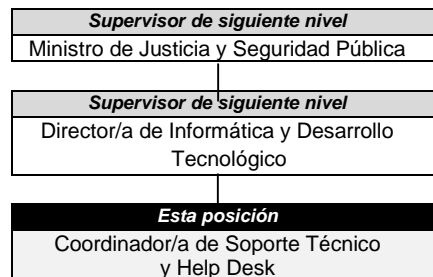 Supervisor de siguiente nivel
Ministro de Justicia y Seguridad Pública
Supervisor de siguiente nivel
Director/a de Informática y Desarrollo
Tecnológico
Esta posición
Coordinador/a de Soporte Técnico
y Help Desk